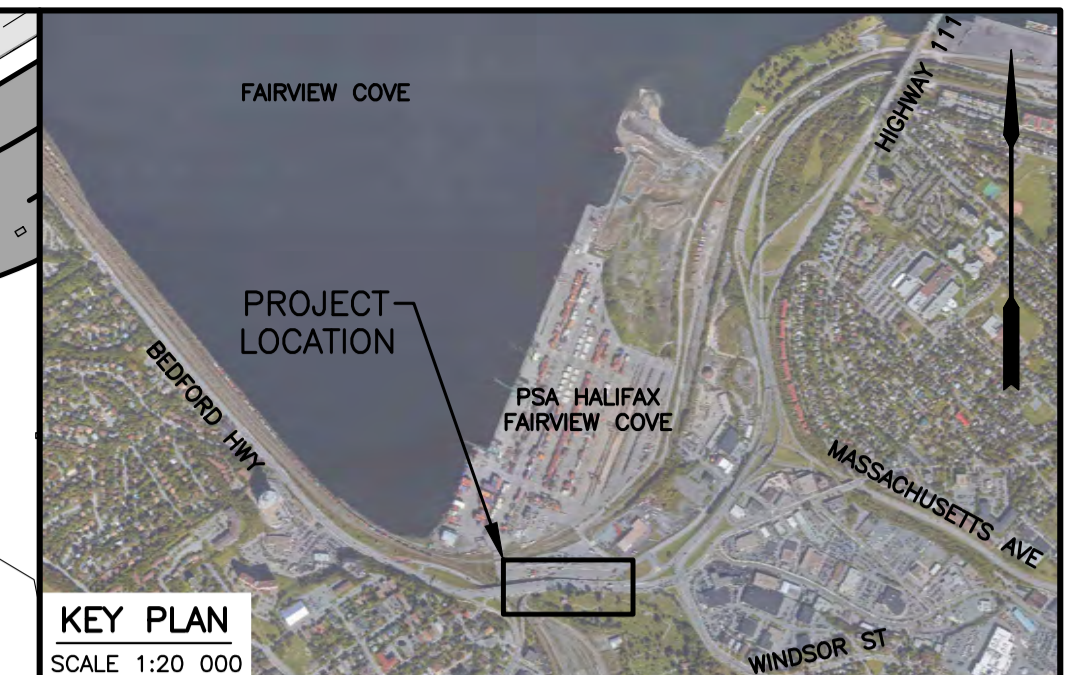 FAIRVIEW COVE
HIGHWAY 111
PROJECT
LOCATION
BEDFORD HWY
PSA HALIFAX
FAIRVIEW COVE
MASSACHUSETTS AVE
WINDSOR ST
KEY PLAN
SCALE 1:20 000